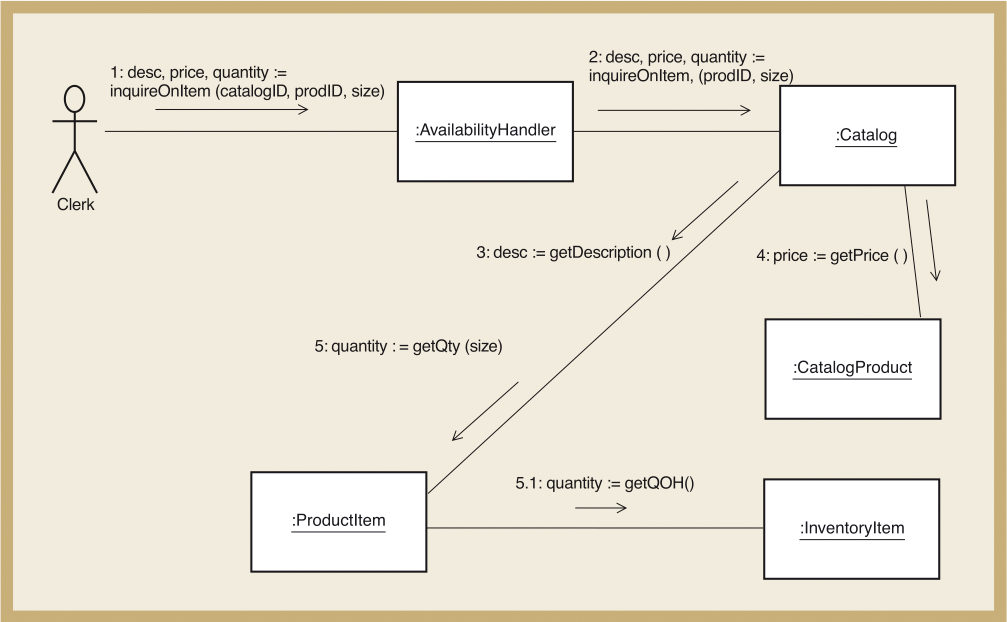 1: desc, price, quantity :=
inquireOnItem (catalogID, prodID, size)
2: desc, price, quantity :=
inquireOnItem, (prodID, size)
:AvailabilityHandler
:Catalog
Clerk
3: desc := getDescription ( )
4: price := getPrice ( )
5: quantity : = getQty (size)
:CatalogProduct
5.1: quantity := getQOH()
:ProductItem
:InventoryItem